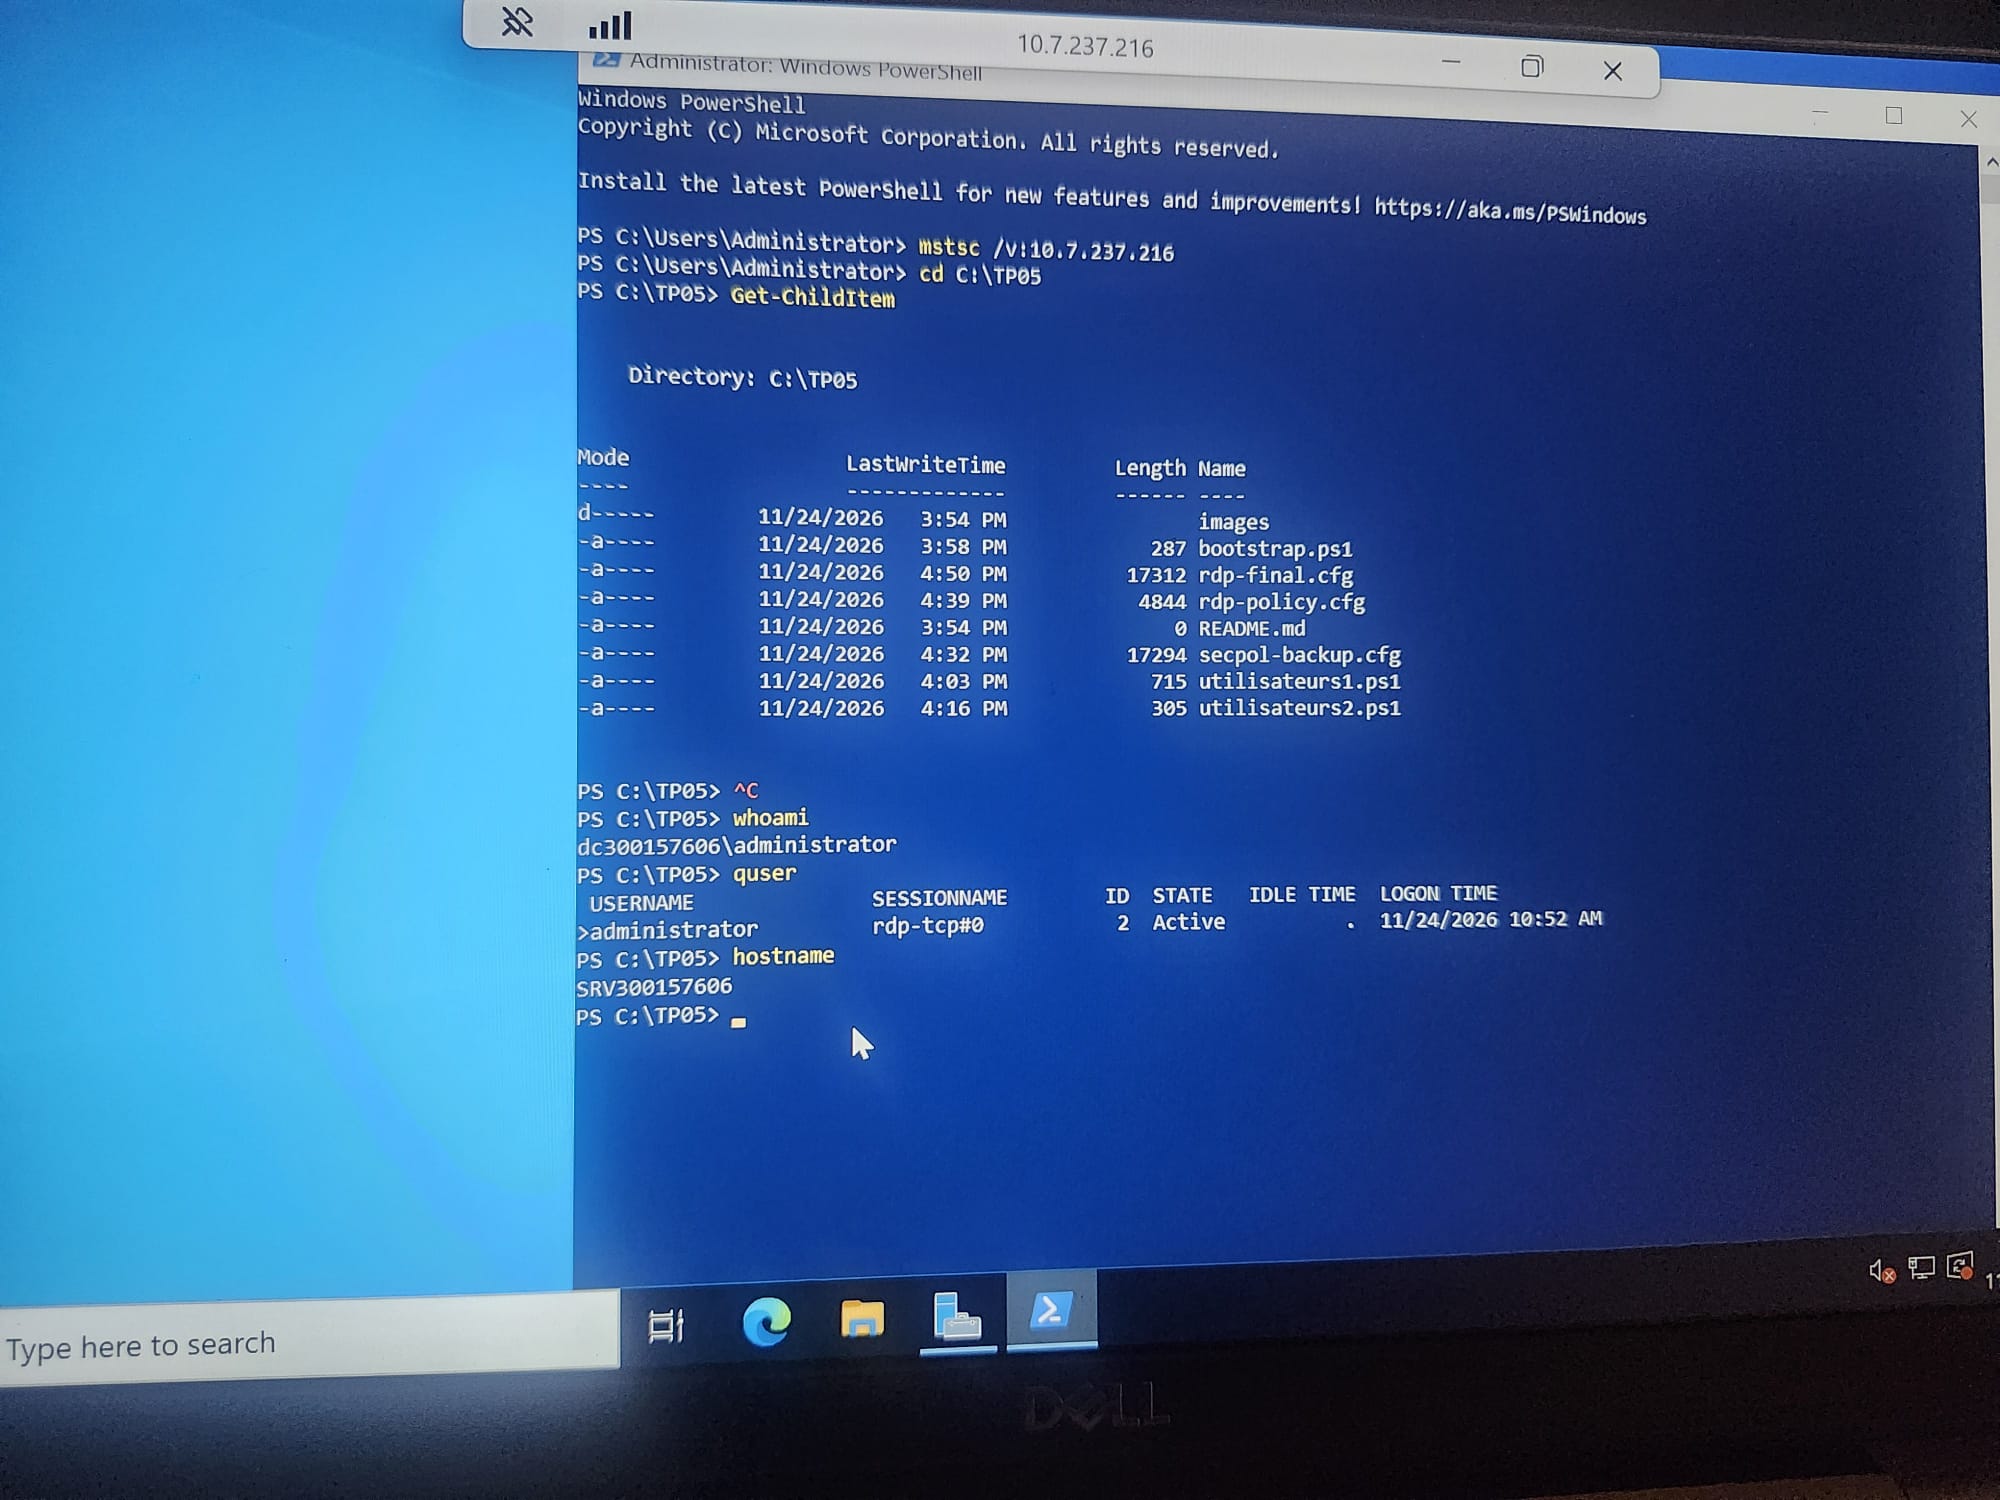 10.7.237.216
Administrator: Windows PowerShell
Windows PowerShell
Copyright (C) Microsoft Corporation. All rights reserved.
Install the latest PowerShell for new features and improvements! https://aka.ms/PSWindows
PS C:\Users\Administrator> mstsc /v:10.7.237.216
PS C:\Users\Administrator> cd C:\TP05
PS C:\TP05> Get-ChildItem
Directory: C:\TP05
Mode LastWriteTime Length Name
---- ------------- ------ ----
d----- 11/24/2026 3:54 PM images
-a---- 11/24/2026 3:58 PM 287 bootstrap.ps1
-a---- 11/24/2026 4:50 PM 17312 rdp-final.cfg
-a---- 11/24/2026 4:39 PM 4844 rdp-policy.cfg
-a---- 11/24/2026 3:54 PM 0 README.md
-a---- 11/24/2026 4:32 PM 17294 secpol-backup.cfg
-a---- 11/24/2026 4:03 PM 715 utilisateurs1.ps1
-a---- 11/24/2026 4:16 PM 305 utilisateurs2.ps1
PS C:\TP05> ^C
PS C:\TP05> whoami
dc300157606\administrator
PS C:\TP05> quser
USERNAME SESSIONNAME ID STATE IDLE TIME LOGON TIME
>administrator rdp-tcp#0 2 Active . 11/24/2026 10:52 AM
PS C:\TP05> hostname
SRV300157606
PS C:\TP05>
Type here to search
DELL